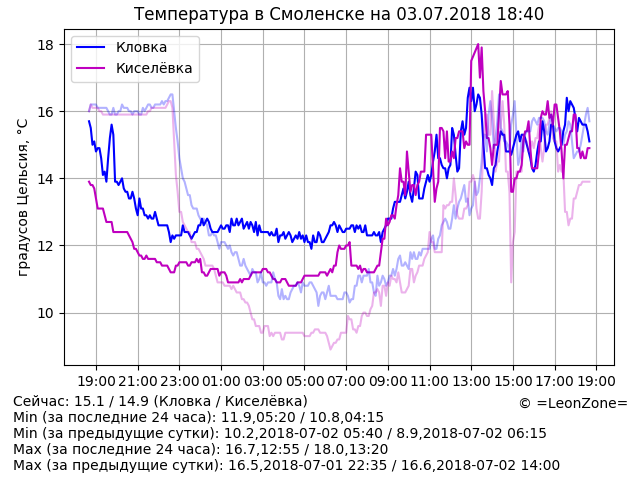 Температура в Смоленске на 03.07.2018 18:40
Кловка
Киселёвка
градусов Цельсия, °C
18
16
14
12
10
19:00 21:00 23:00 01:00 03:00 05:00 07:00 09:00 11:00 13:00 15:00 17:00 19:00
Сейчас: 15.1 / 14.9 (Кловка / Киселёвка)
© =LeonZone=
Min (за последние 24 часа): 11.9,05:20 / 10.8,04:15
Min (за предыдущие сутки): 10.2,2018-07-02 05:40 / 8.9,2018-07-02 06:15
Max (за последние 24 часа): 16.7,12:55 / 18.0,13:20
Max (за предыдущие сутки): 16.5,2018-07-01 22:35 / 16.6,2018-07-02 14:00